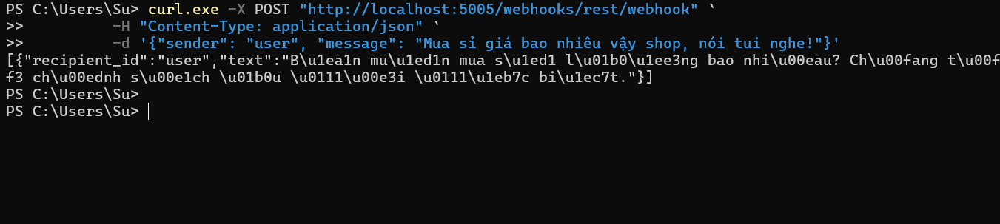 PS C:\Users\Su> curl.exe -X POST "http://localhost:5005/webhooks/rest/webhook" `
>>          -H "Content-Type: application/json" `
>>          -d '{"sender": "user", "message": "Mua sỉ giá bao nhiêu vậy shop, nói tui nghe!"}'
[{"recipient_id":"user","text":"B\u1ea1n mu\u1ed1n mua s\u1ed1 l\u01b0\u1ee3ng bao nhi\u00eau? Ch\u00fang t\u00f
f3 ch\u00ednh s\u00e1ch \u01b0u \u0111\u00e3i \u0111\u1eb7c bi\u1ec7t."}]
PS C:\Users\Su>
PS C:\Users\Su>